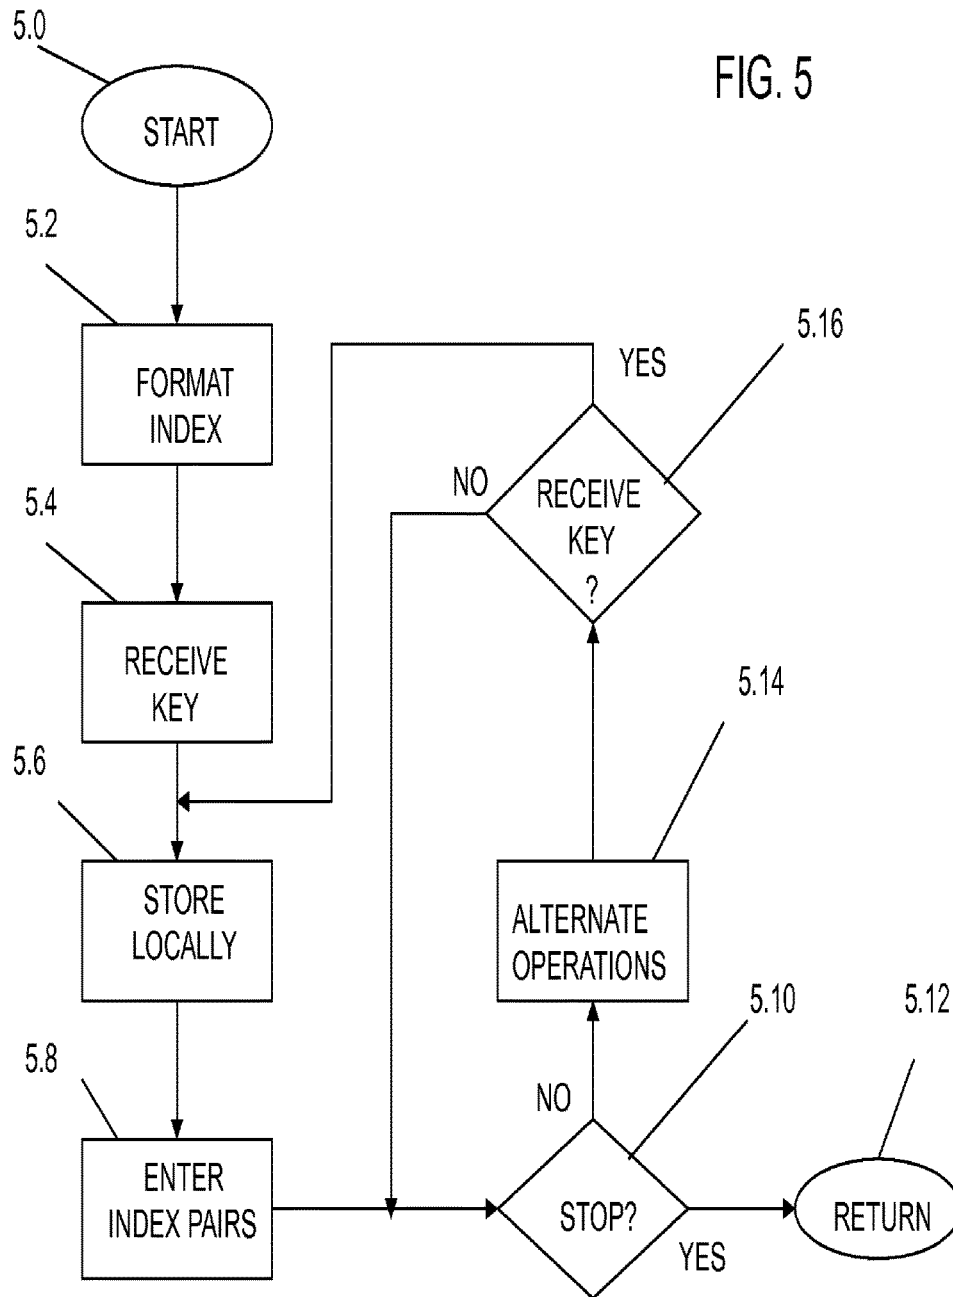 5.0
FIG. 5
START
5.2
5.16
YES
FORMAT
INDEX
NO
RECEIVE
KEY
?
5.4
RECEIVE
KEY
5.14
5.6
STORE
LOCALLY
ALTERNATE
OPERATIONS
5.10
5.12
5.8
NO
ENTER
INDEX PAIRS
STOP?
RETURN
YES